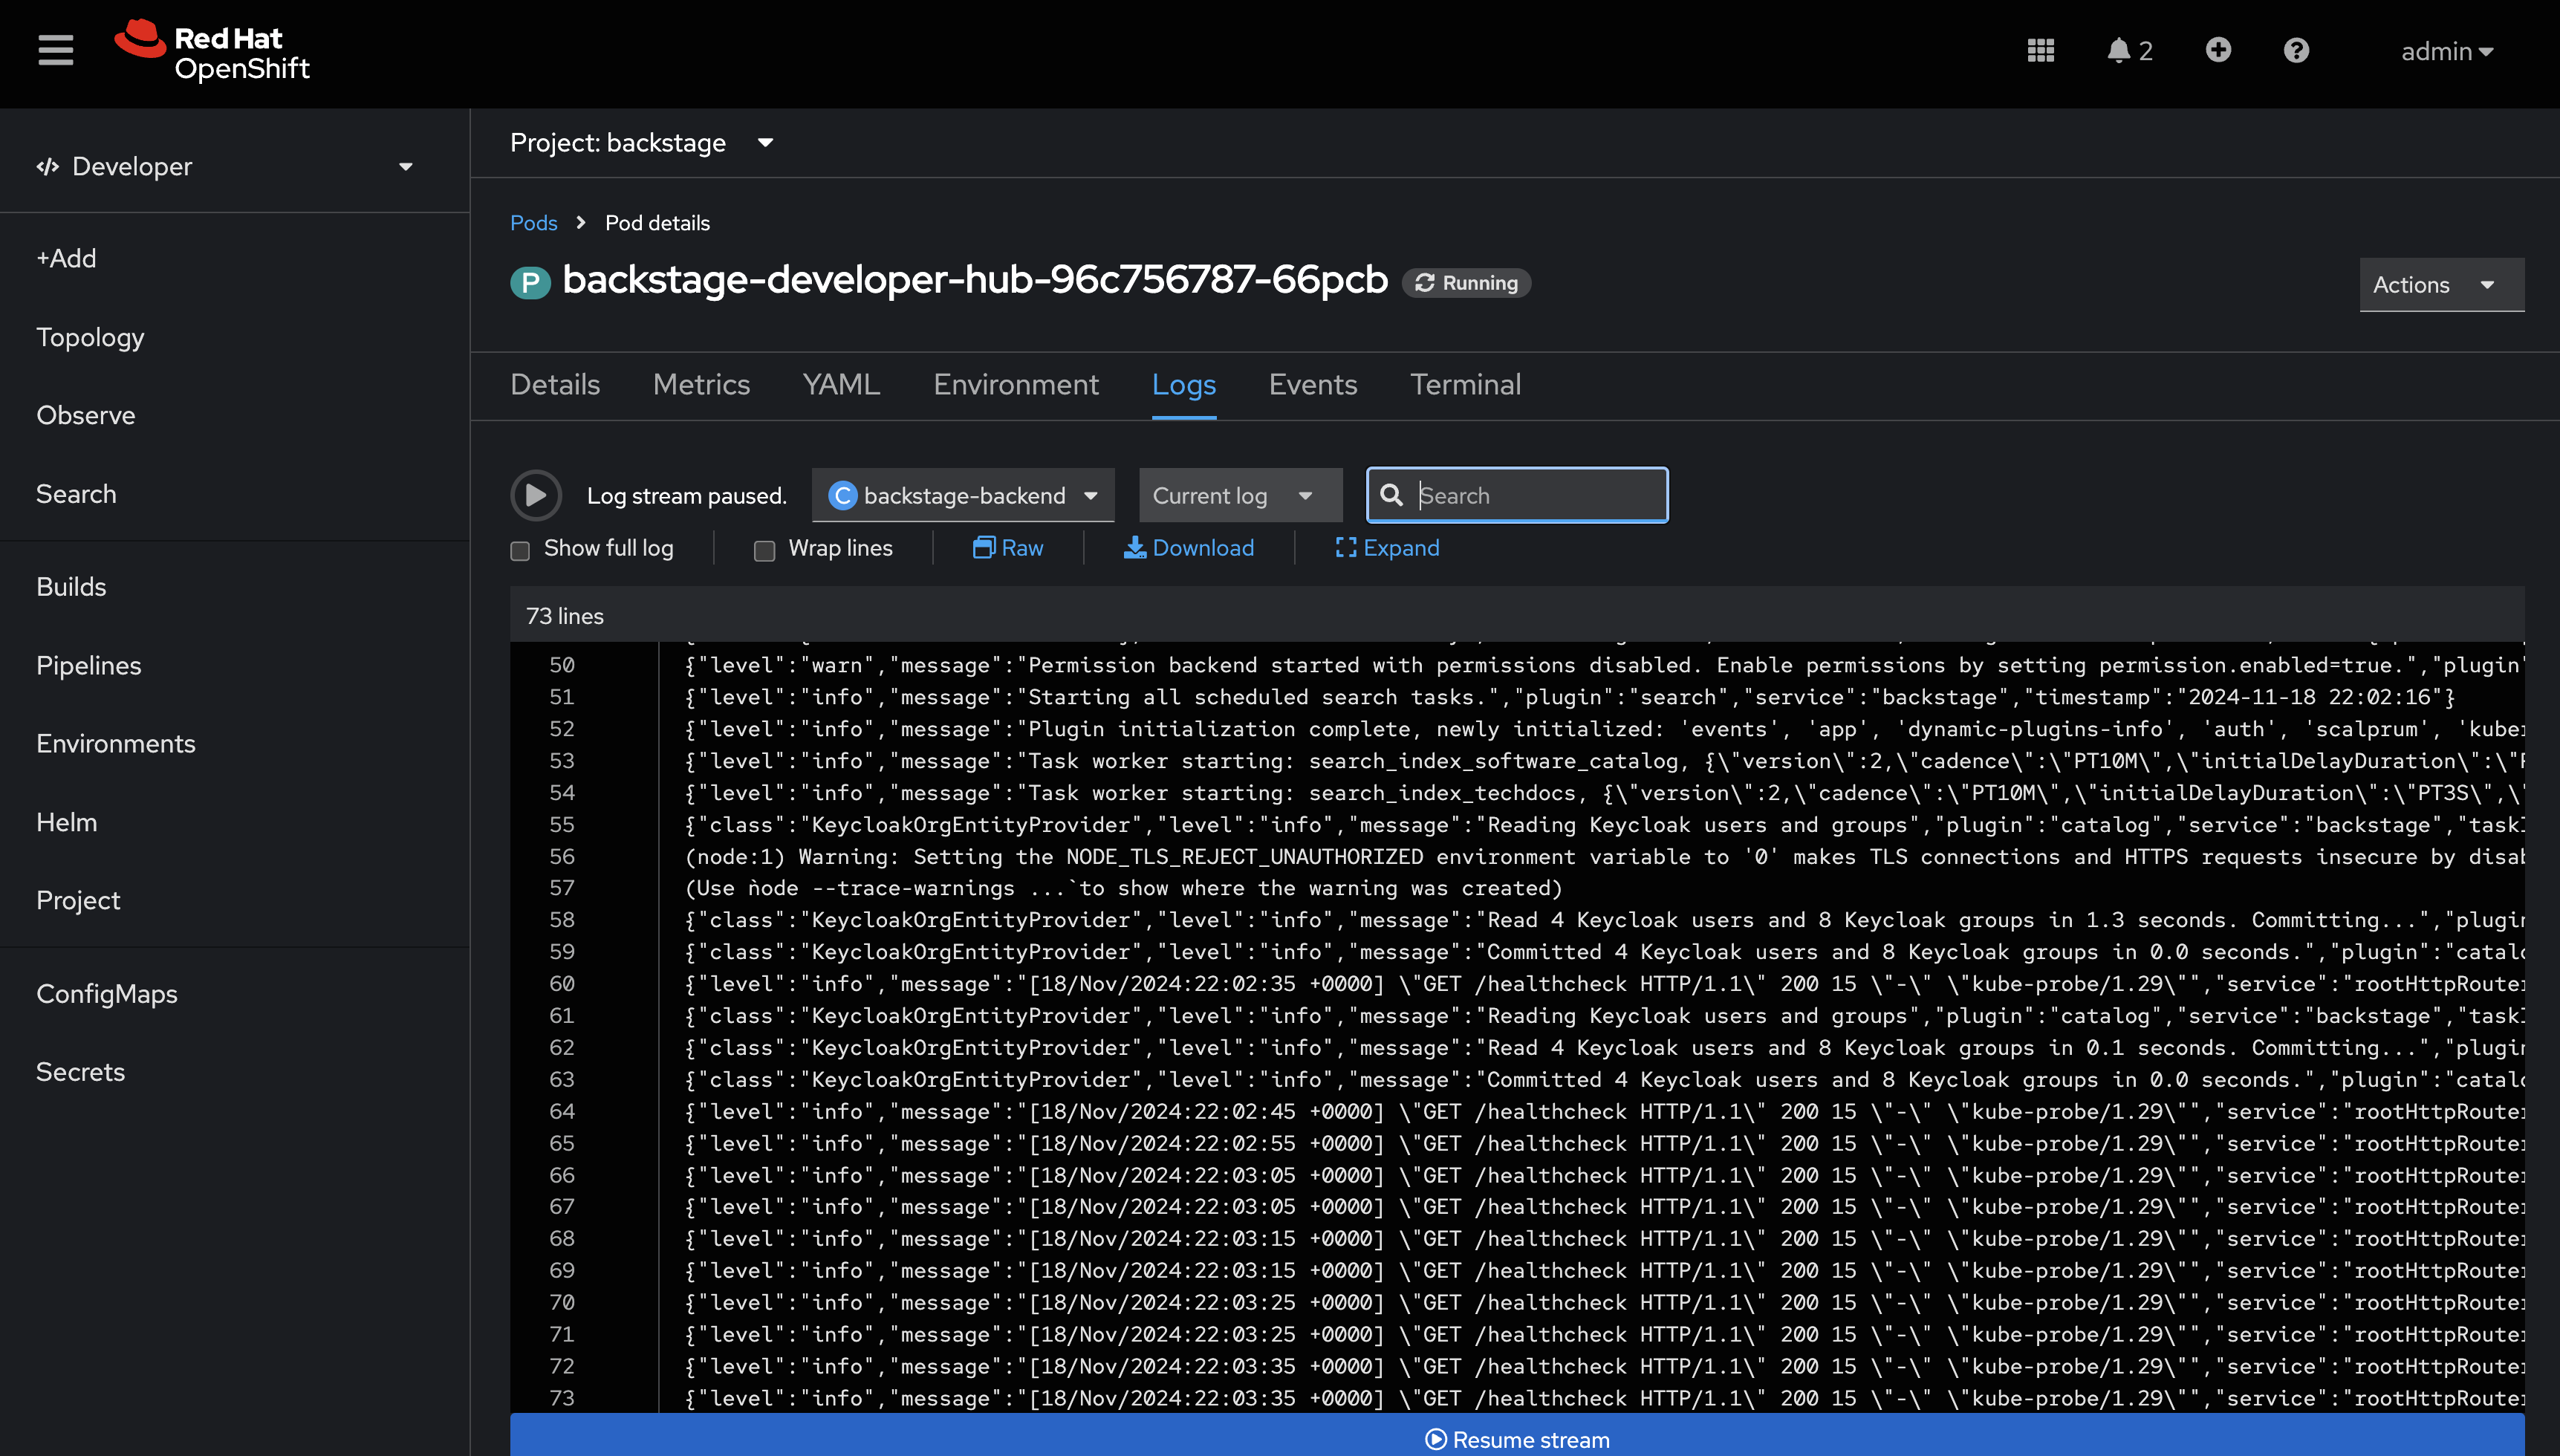 Red Hat
OpenShift
2
admin
Developer
+Add
Topology
Observe
Search
Builds
Pipelines
Environments
Helm
Project
ConfigMaps
Secrets
Project: backstage
Pods > Pod details
P backstage-developer-hub-96c756787-66pcb Running
Actions
Details Metrics YAML Environment Logs Events Terminal
Log stream paused. C backstage-backend Current log Search
Show full log Wrap lines Raw Download Expand
73 lines
50 {"level":"warn","message":"Permission backend started with permissions disabled. Enable permissions by setting permission.enabled=true.","plugin"
51 {"level":"info","message":"Starting all scheduled search tasks.","plugin":"search","service":"backstage","timestamp":"2024-11-18 22:02:16"}
52 {"level":"info","message":"Plugin initialization complete, newly initialized: 'events', 'app', 'dynamic-plugins-info', 'auth', 'scalprum', 'kube
53 {"level":"info","message":"Task worker starting: search_index_software_catalog, {\"version\":2,\"cadence\":\"PT10M\",\"initialDelayDuration\":\"
54 {"level":"info","message":"Task worker starting: search_index_techdocs, {\"version\":2,\"cadence\":\"PT10M\",\"initialDelayDuration\":\"PT3S\",\"
55 {"class":"KeycloakOrgEntityProvider","level":"info","message":"Reading Keycloak users and groups","plugin":"catalog","service":"backstage","task
56 (node:1) Warning: Setting the NODE_TLS_REJECT_UNAUTHORIZED environment variable to '0' makes TLS connections and HTTPS requests insecure by disa
57 (Use `node --trace-warnings ...` to show where the warning was created)
58 {"class":"KeycloakOrgEntityProvider","level":"info","message":"Read 4 Keycloak users and 8 Keycloak groups in 1.3 seconds. Committing...","plugin
59 {"class":"KeycloakOrgEntityProvider","level":"info","message":"Committed 4 Keycloak users and 8 Keycloak groups in 0.0 seconds.","plugin":"catal
60 {"level":"info","message":"[18/Nov/2024:22:02:35 +0000] \"GET /healthcheck HTTP/1.1\" 200 15 \"-\" \"kube-probe/1.29\"","service":"rootHttpRoute
61 {"class":"KeycloakOrgEntityProvider","level":"info","message":"Reading Keycloak users and groups","plugin":"catalog","service":"backstage","task
62 {"class":"KeycloakOrgEntityProvider","level":"info","message":"Read 4 Keycloak users and 8 Keycloak groups in 0.1 seconds. Committing...","plugin
63 {"class":"KeycloakOrgEntityProvider","level":"info","message":"Committed 4 Keycloak users and 8 Keycloak groups in 0.0 seconds.","plugin":"catal
64 {"level":"info","message":"[18/Nov/2024:22:02:45 +0000] \"GET /healthcheck HTTP/1.1\" 200 15 \"-\" \"kube-probe/1.29\"","service":"rootHttpRoute
65 {"level":"info","message":"[18/Nov/2024:22:02:55 +0000] \"GET /healthcheck HTTP/1.1\" 200 15 \"-\" \"kube-probe/1.29\"","service":"rootHttpRoute
66 {"level":"info","message":"[18/Nov/2024:22:03:05 +0000] \"GET /healthcheck HTTP/1.1\" 200 15 \"-\" \"kube-probe/1.29\"","service":"rootHttpRoute
67 {"level":"info","message":"[18/Nov/2024:22:03:05 +0000] \"GET /healthcheck HTTP/1.1\" 200 15 \"-\" \"kube-probe/1.29\"","service":"rootHttpRoute
68 {"level":"info","message":"[18/Nov/2024:22:03:15 +0000] \"GET /healthcheck HTTP/1.1\" 200 15 \"-\" \"kube-probe/1.29\"","service":"rootHttpRoute
69 {"level":"info","message":"[18/Nov/2024:22:03:15 +0000] \"GET /healthcheck HTTP/1.1\" 200 15 \"-\" \"kube-probe/1.29\"","service":"rootHttpRoute
70 {"level":"info","message":"[18/Nov/2024:22:03:25 +0000] \"GET /healthcheck HTTP/1.1\" 200 15 \"-\" \"kube-probe/1.29\"","service":"rootHttpRoute
71 {"level":"info","message":"[18/Nov/2024:22:03:25 +0000] \"GET /healthcheck HTTP/1.1\" 200 15 \"-\" \"kube-probe/1.29\"","service":"rootHttpRoute
72 {"level":"info","message":"[18/Nov/2024:22:03:35 +0000] \"GET /healthcheck HTTP/1.1\" 200 15 \"-\" \"kube-probe/1.29\"","service":"rootHttpRoute
73 {"level":"info","message":"[18/Nov/2024:22:03:35 +0000] \"GET /healthcheck HTTP/1.1\" 200 15 \"-\" \"kube-probe/1.29\"","service":"rootHttpRoute
Resume stream